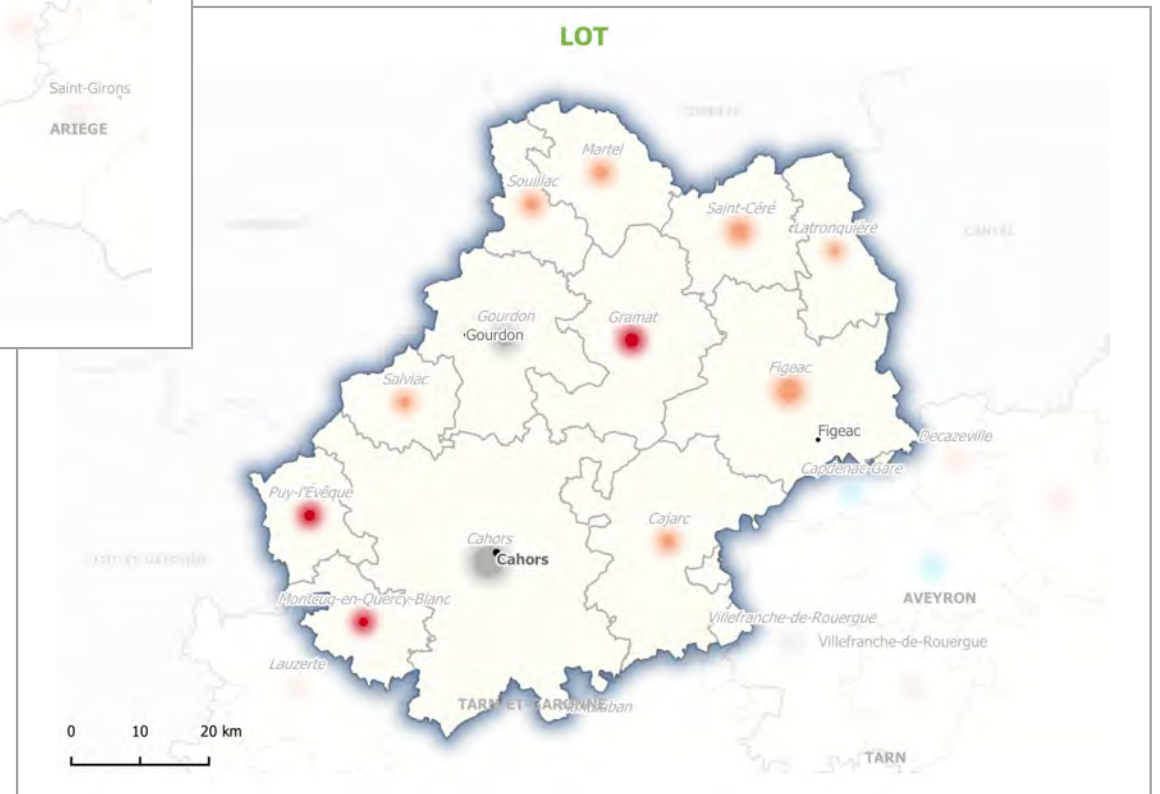 Saint-Girons
ARIEGE
LOT
Martel
Souillac
Saint-Céré
Latronquière
CANTAL
Gourdon
Gourdon
Gramat
Salviac
Figeac
Figeac
Decazeville
Capdenac-Gare
Puy-l'Évêque
Cajarc
Cahors
Cahors
Montcuq-en-Quercy-Blanc
AVEYRON
Villefranche-de-Rouergue
Villefranche-de-Rouergue
Lauzerte
TARN-ET-GARONNE
Montauban
0 10 20 km
TARN